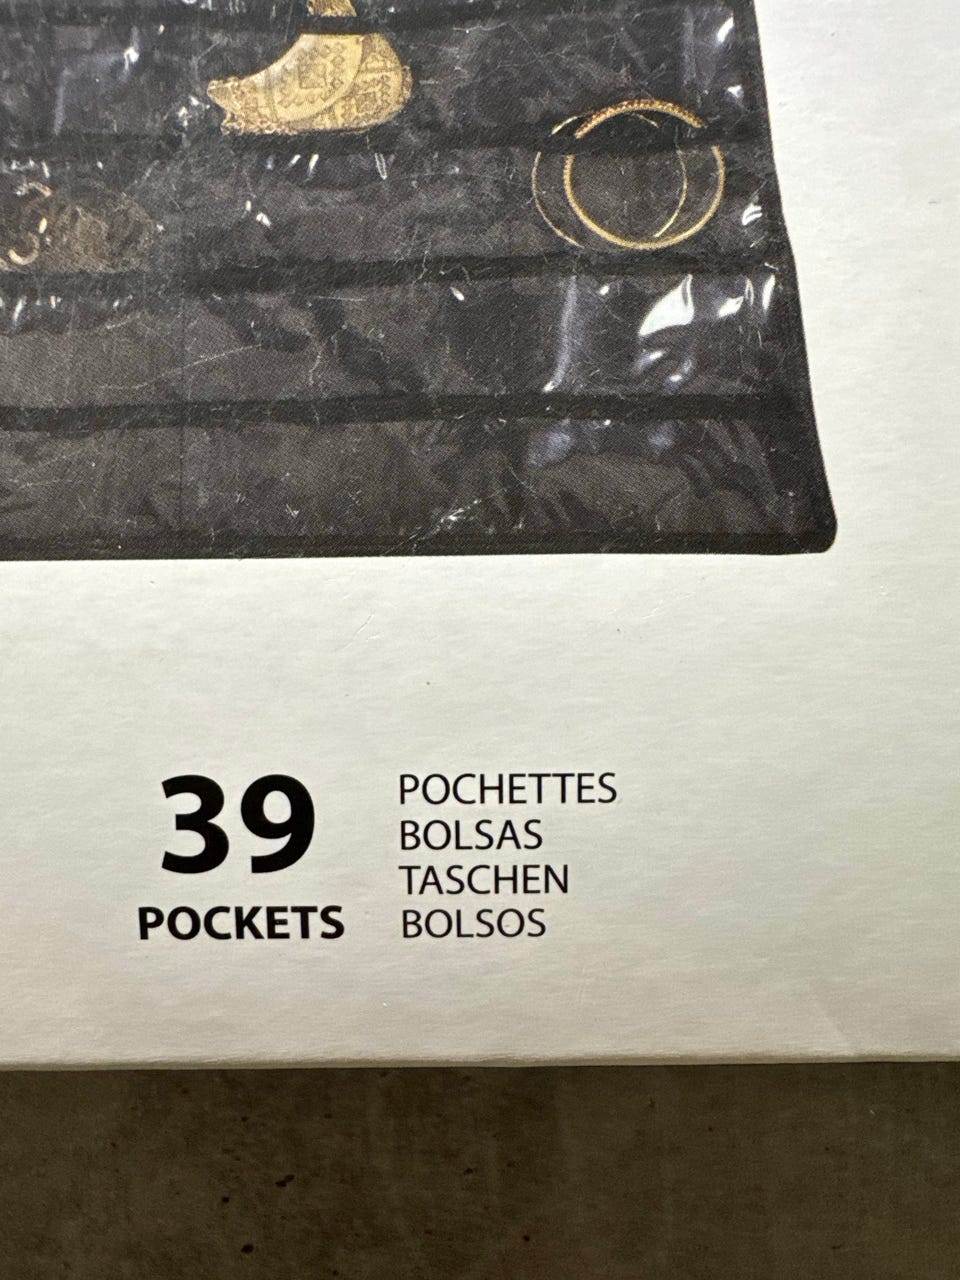 39
POCKETS
POCHETTES
BOLSAS
TASCHEN
BOLSOS